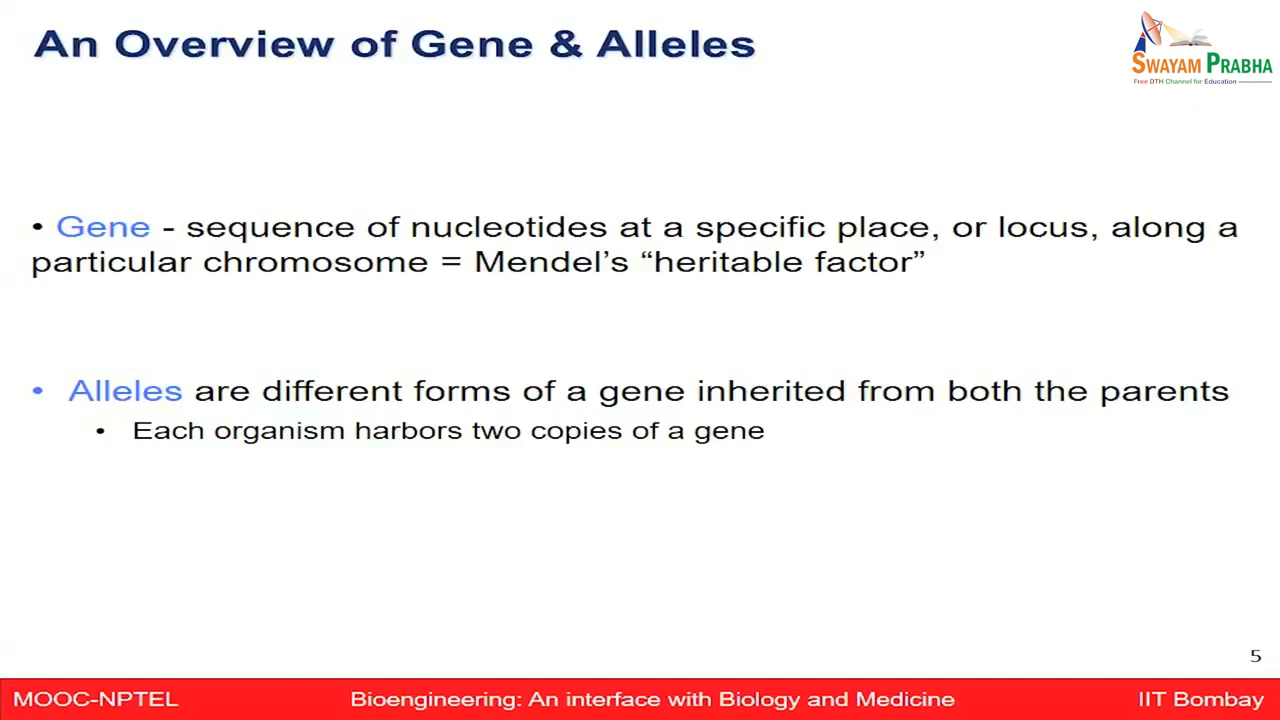 An Overview of Gene & Alleles
SWAYAM PRABHA
Free DTH Channel for Education
• Gene - sequence of nucleotides at a specific place, or locus, along a
particular chromosome = Mendel’s “heritable factor”
• Alleles are different forms of a gene inherited from both the parents
• Each organism harbors two copies of a gene
5
MOOC-NPTEL Bioengineering: An interface with Biology and Medicine IIT Bombay